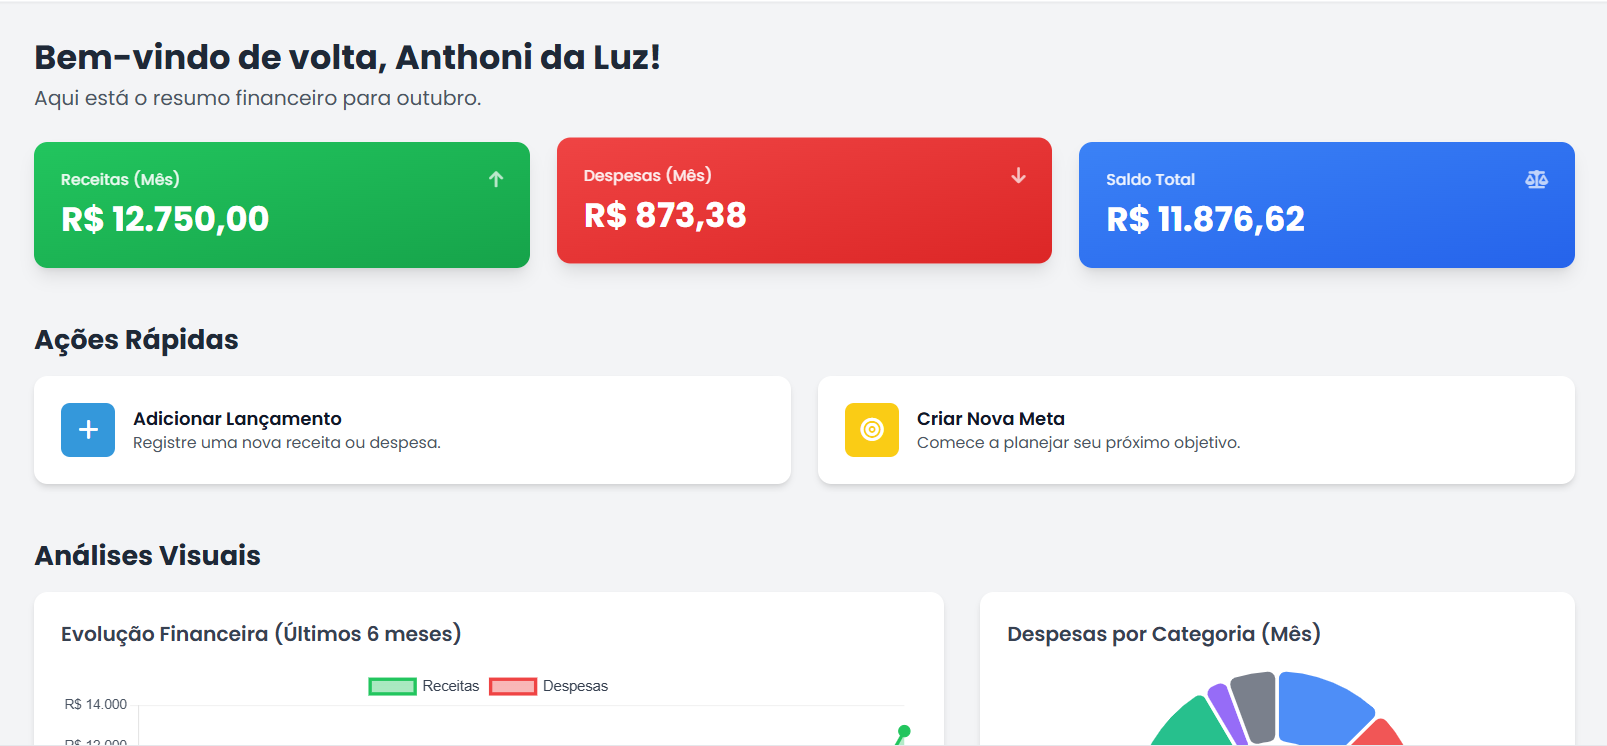 Bem-vindo de volta, Anthoni da Luz!
Aqui está o resumo financeiro para outubro.
Receitas (Mês)
R$ 12.750,00
Despesas (Mês)
R$ 873,38
Saldo Total
R$ 11.876,62
Ações Rápidas
Adicionar Lançamento
Registre uma nova receita ou despesa.
Criar Nova Meta
Comece a planejar seu próximo objetivo.
Análises Visuais
Evolução Financeira (Últimos 6 meses)
Receitas
Despesas
R$ 14.000
R$ 12.000
Despesas por Categoria (Mês)